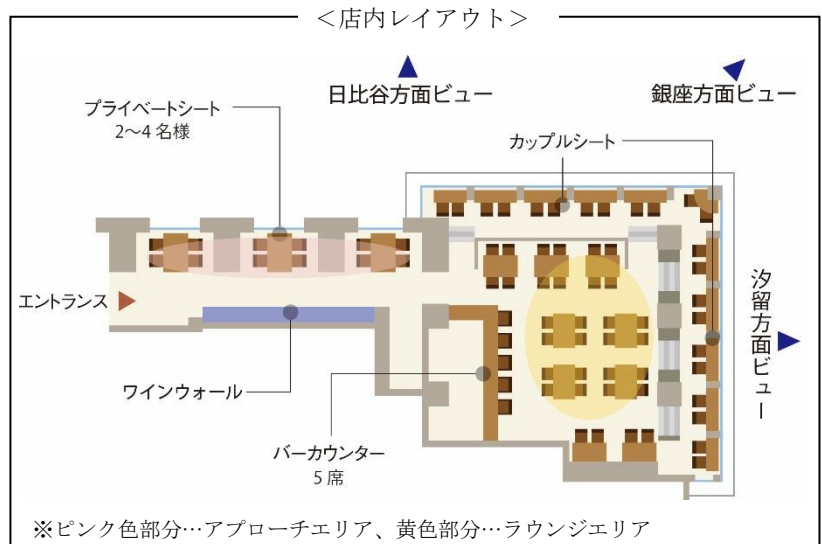 ＜店内レイアウト＞
日比谷方面ビュー
銀座方面ビュー
プライベートシート
2〜4名様
カップルシート
エントランス
汐留方面ビュー
ワインウォール
バーカウンター
5席
※ピンク色部分…アプローチエリア、黄色部分…ラウンジエリア